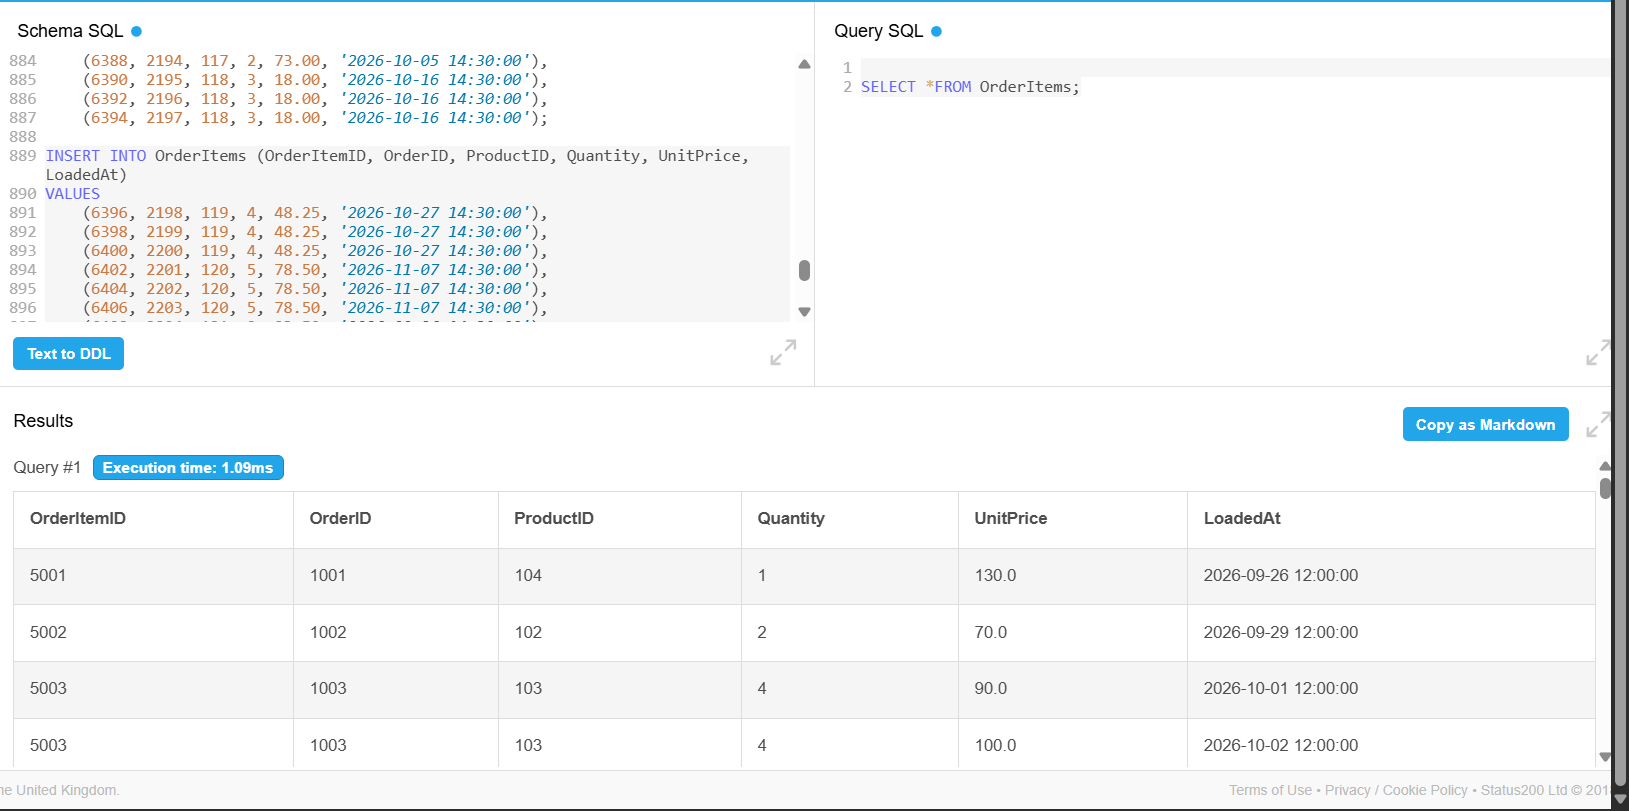 Schema SQL
884 (6388, 2194, 117, 2, 73.00, '2026-10-05 14:30:00'),
885 (6390, 2195, 118, 3, 18.00, '2026-10-16 14:30:00'),
886 (6392, 2196, 118, 3, 18.00, '2026-10-16 14:30:00'),
887 (6394, 2197, 118, 3, 18.00, '2026-10-16 14:30:00');
888
889 INSERT INTO OrderItems (OrderItemID, OrderID, ProductID, Quantity, UnitPrice,
LoadedAt)
890 VALUES
891 (6396, 2198, 119, 4, 48.25, '2026-10-27 14:30:00'),
892 (6398, 2199, 119, 4, 48.25, '2026-10-27 14:30:00'),
893 (6400, 2200, 119, 4, 48.25, '2026-10-27 14:30:00'),
894 (6402, 2201, 120, 5, 78.50, '2026-11-07 14:30:00'),
895 (6404, 2202, 120, 5, 78.50, '2026-11-07 14:30:00'),
896 (6406, 2203, 120, 5, 78.50, '2026-11-07 14:30:00'),
Text to DDL
Query SQL
1
2 SELECT *FROM OrderItems;
Results
Copy as Markdown
Query #1 Execution time: 1.09ms
OrderItemID OrderID ProductID Quantity UnitPrice LoadedAt
5001 1001 104 1 130.0 2026-09-26 12:00:00
5002 1002 102 2 70.0 2026-09-29 12:00:00
5003 1003 103 4 90.0 2026-10-01 12:00:00
5003 1003 103 4 100.0 2026-10-02 12:00:00
he United Kingdom.
Terms of Use • Privacy / Cookie Policy • Status200 Ltd © 201